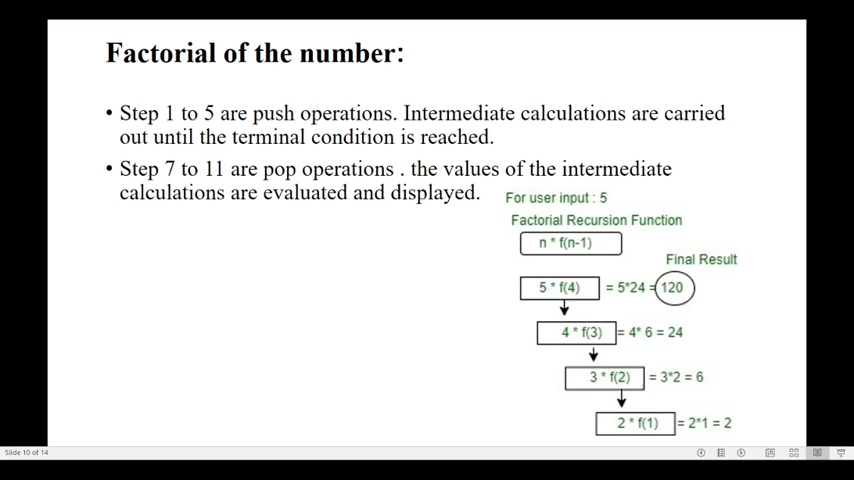 Factorial of the number:
• Step 1 to 5 are push operations. Intermediate calculations are carried
out until the terminal condition is reached.
• Step 7 to 11 are pop operations . the values of the intermediate
calculations are evaluated and displayed.
For user input : 5
Factorial Recursion Function
n * f(n-1)
Final Result
5 * f(4) = 5*24 = 120
4 * f(3) = 4* 6 = 24
3 * f(2) = 3*2 = 6
2 * f(1) = 2*1 = 2
Slide 10 of 14